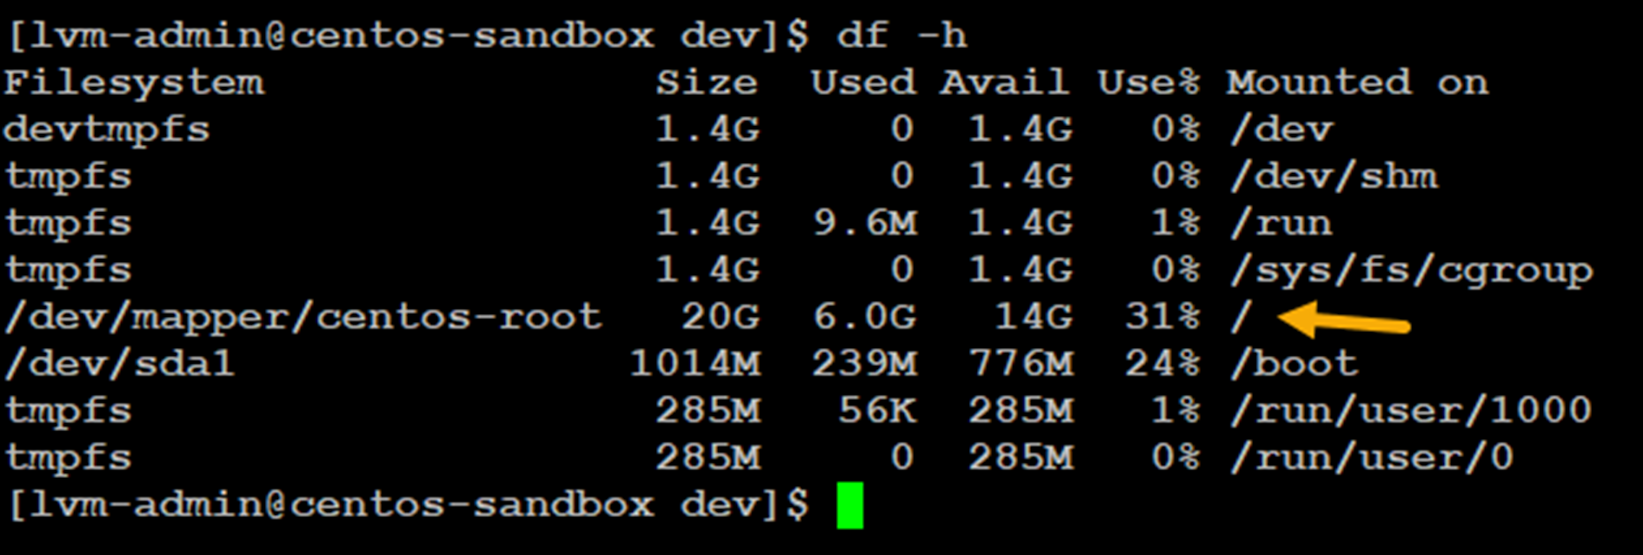 [lvm-admin@centos-sandbox dev]$ df -h
Filesystem Size Used Avail Use% Mounted on
devtmpfs 1.4G 0 1.4G 0% /dev
tmpfs 1.4G 0 1.4G 0% /dev/shm
tmpfs 1.4G 9.6M 1.4G 1% /run
tmpfs 1.4G 0 1.4G 0% /sys/fs/cgroup
/dev/mapper/centos-root 20G 6.0G 14G 31% /
/dev/sda1 1014M 239M 776M 24% /boot
tmpfs 285M 56K 285M 1% /run/user/1000
tmpfs 285M 0 285M 0% /run/user/0
[lvm-admin@centos-sandbox dev]$